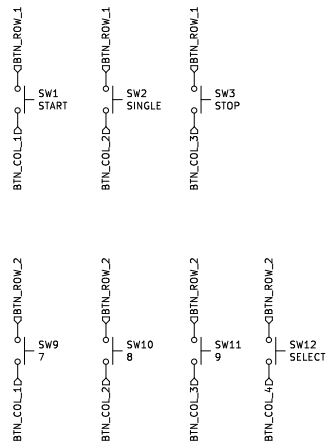 BTN_ROW_1 BTN_ROW_1 BTN_ROW_1
SW1 SW2 SW3
START SINGLE STOP
BTN_COL_1 BTN_COL_2 BTN_COL_3
BTN_ROW_2 BTN_ROW_2 BTN_ROW_2 BTN_ROW_2
SW9 SW10 SW11 SW12
7 8 9 SELECT
BTN_COL_1 BTN_COL_2 BTN_COL_3 BTN_COL_4